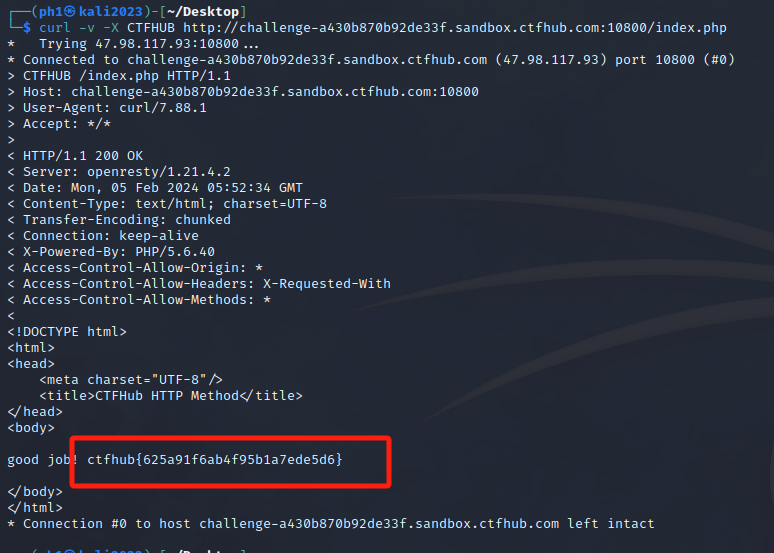 ┌──(ph1㉿kali2023)-[~/Desktop]
└─$ curl -v -X CTFHUB http://challenge-a430b870b92de33f.sandbox.ctfhub.com:10800/index.php
*   Trying 47.98.117.93:10800...
* Connected to challenge-a430b870b92de33f.sandbox.ctfhub.com (47.98.117.93) port 10800 (#0)
> CTFHUB /index.php HTTP/1.1
> Host: challenge-a430b870b92de33f.sandbox.ctfhub.com:10800
> User-Agent: curl/7.88.1
> Accept: */*
>
< HTTP/1.1 200 OK
< Server: openresty/1.21.4.2
< Date: Mon, 05 Feb 2024 05:52:34 GMT
< Content-Type: text/html; charset=UTF-8
< Transfer-Encoding: chunked
< Connection: keep-alive
< X-Powered-By: PHP/5.6.40
< Access-Control-Allow-Origin: *
< Access-Control-Allow-Headers: X-Requested-With
< Access-Control-Allow-Methods: *
<
<!DOCTYPE html>
<html>
<head>
    <meta charset="UTF-8"/>
    <title>CTFHub HTTP Method</title>
</head>
<body>
good job! ctfhub{625a91f6ab4f95b1a7ede5d6}
</body>
</html>
* Connection #0 to host challenge-a430b870b92de33f.sandbox.ctfhub.com left intact
┌──(ph1㉿kali2023)-[~/Desktop]